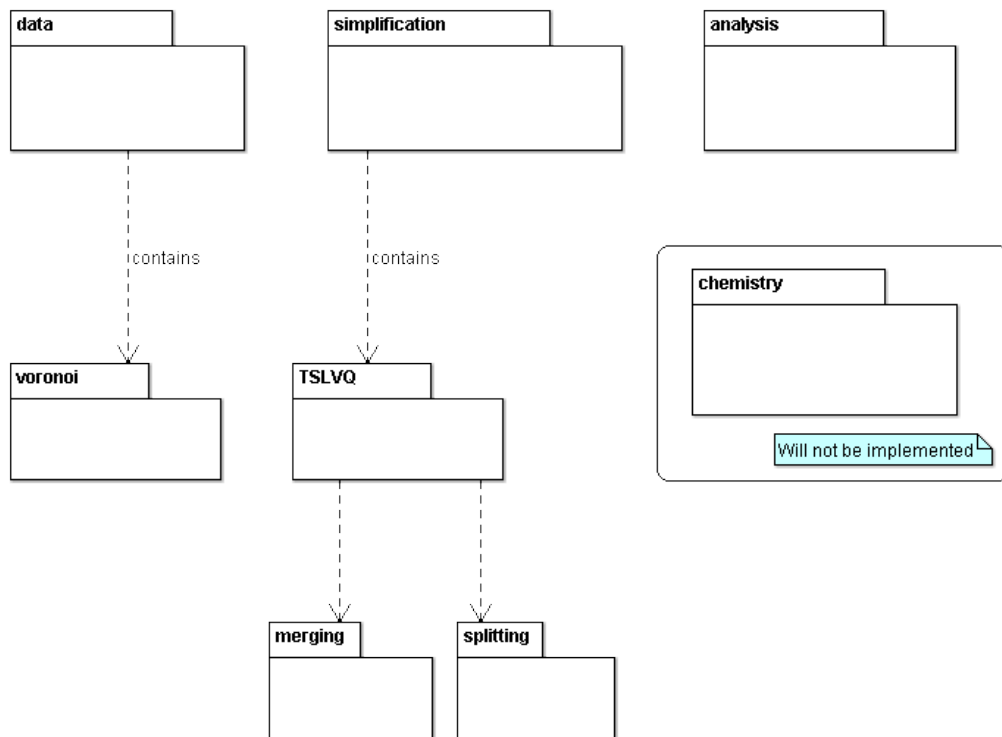 data
simplification
analysis
contains
contains
chemistry
voronoi
TSLVQ
Will not be implemented
merging
splitting